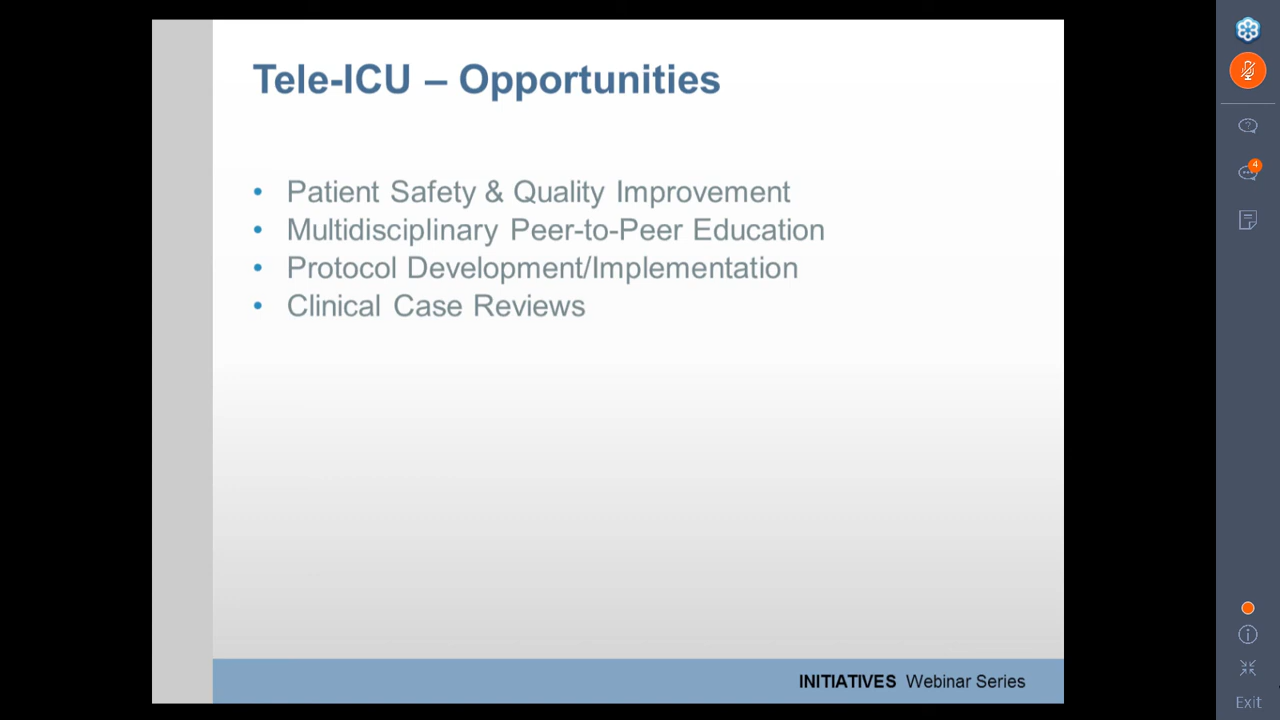 Tele-ICU – Opportunities
• Patient Safety & Quality Improvement
• Multidisciplinary Peer-to-Peer Education
• Protocol Development/Implementation
• Clinical Case Reviews
INITIATIVES Webinar Series
?
4
i
Exit